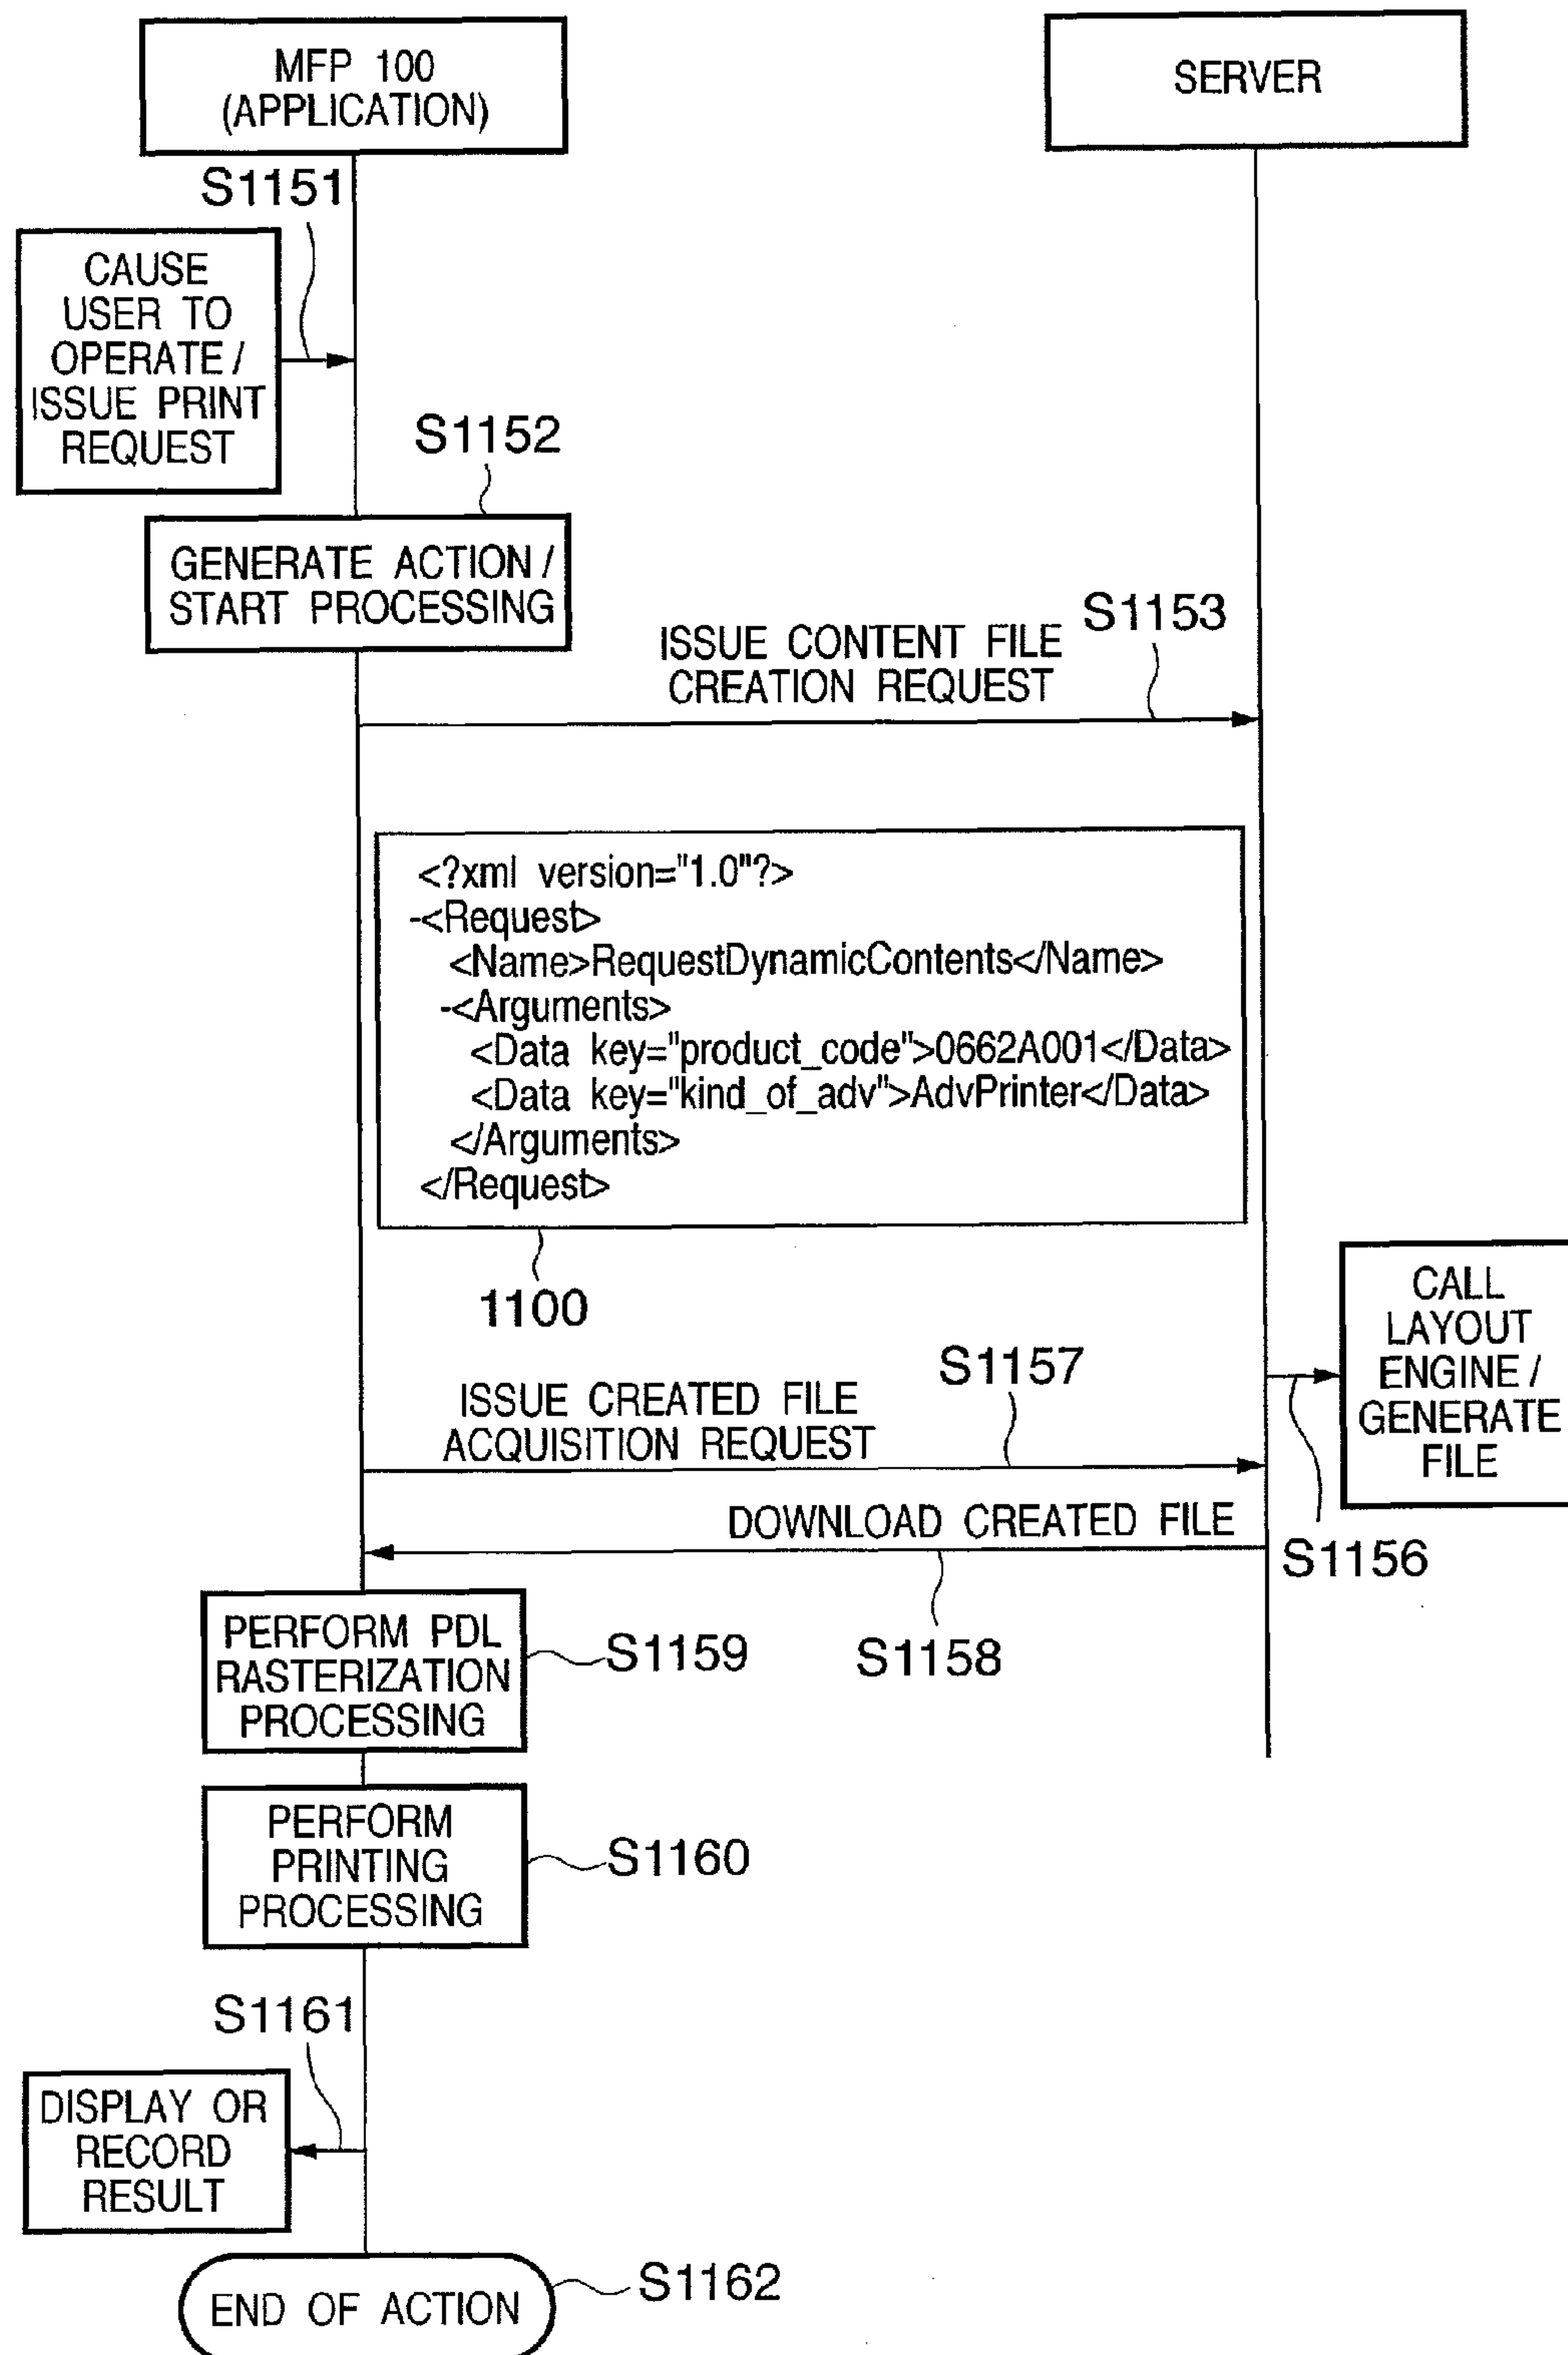 MFP 100
(APPLICATION)
SERVER
S1151
CAUSE
USER TO
OPERATE/
ISSUE PRINT
REQUEST
S1152
GENERATE ACTION/
START PROCESSING
S1153
ISSUE CONTENT FILE
CREATION REQUEST
<?xml version="1.0"?>
-<Request>
<Name>RequestDynamicContents</Name>
-<Arguments>
<Data key="product_code">0662A001</Data>
<Data key="kind_of_adv">AdvPrinter</Data>
</Arguments>
</Request>
1100
CALL
LAYOUT
ENGINE/
GENERATE
FILE
S1156
S1157
ISSUE CREATED FILE
ACQUISITION REQUEST
DOWNLOAD CREATED FILE
S1158
PERFORM PDL
RASTERIZATION
PROCESSING
S1159
PERFORM
PRINTING
PROCESSING
S1160
S1161
DISPLAY OR
RECORD
RESULT
END OF ACTION
S1162